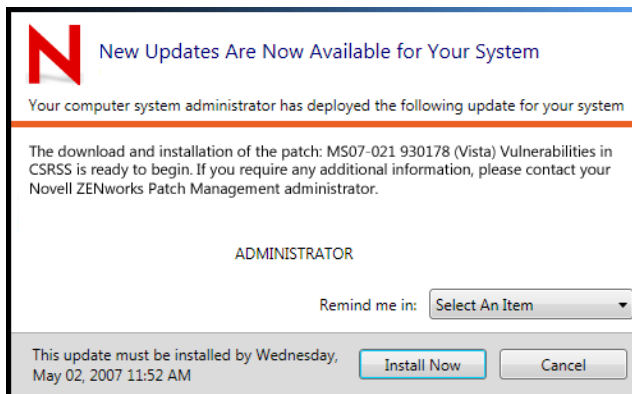 N
New Updates Are Now Available for Your System
Your computer system administrator has deployed the following update for your system
The download and installation of the patch: MS07-021 930178 (Vista) Vulnerabilities in
CSRSS is ready to begin. If you require any additional information, please contact your
Novell ZENworks Patch Management administrator.
ADMINISTRATOR
Remind me in: Select An Item
This update must be installed by Wednesday,
May 02, 2007 11:52 AM
Install Now Cancel